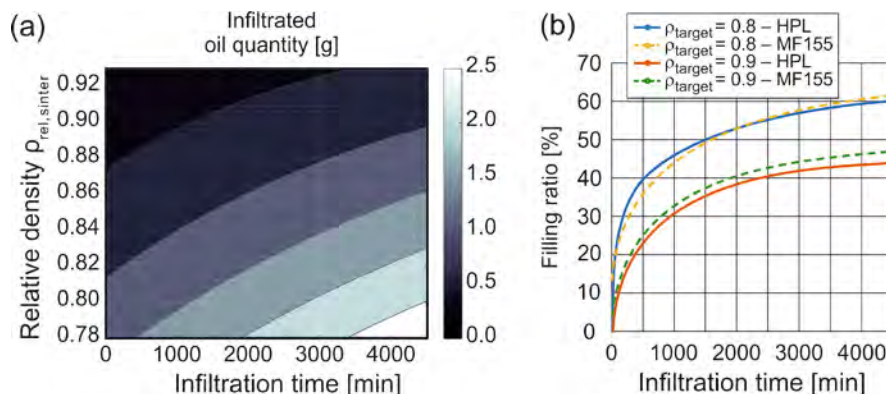 (a)
Infiltrated
oil quantity [g]
Relative density ρrel,sinter
0.92
0.90
0.88
0.86
0.84
0.82
0.80
0.78
0 1000 2000 3000 4000
Infiltration time [min]
2.5
2.0
1.5
1.0
0.5
0.0
(b)
ρtarget = 0.8 – HPL
ρtarget = 0.8 – MF155
ρtarget = 0.9 – HPL
ρtarget = 0.9 – MF155
Filling ratio [%]
70
60
50
40
30
20
10
0
0 1000 2000 3000 4000
Infiltration time [min]